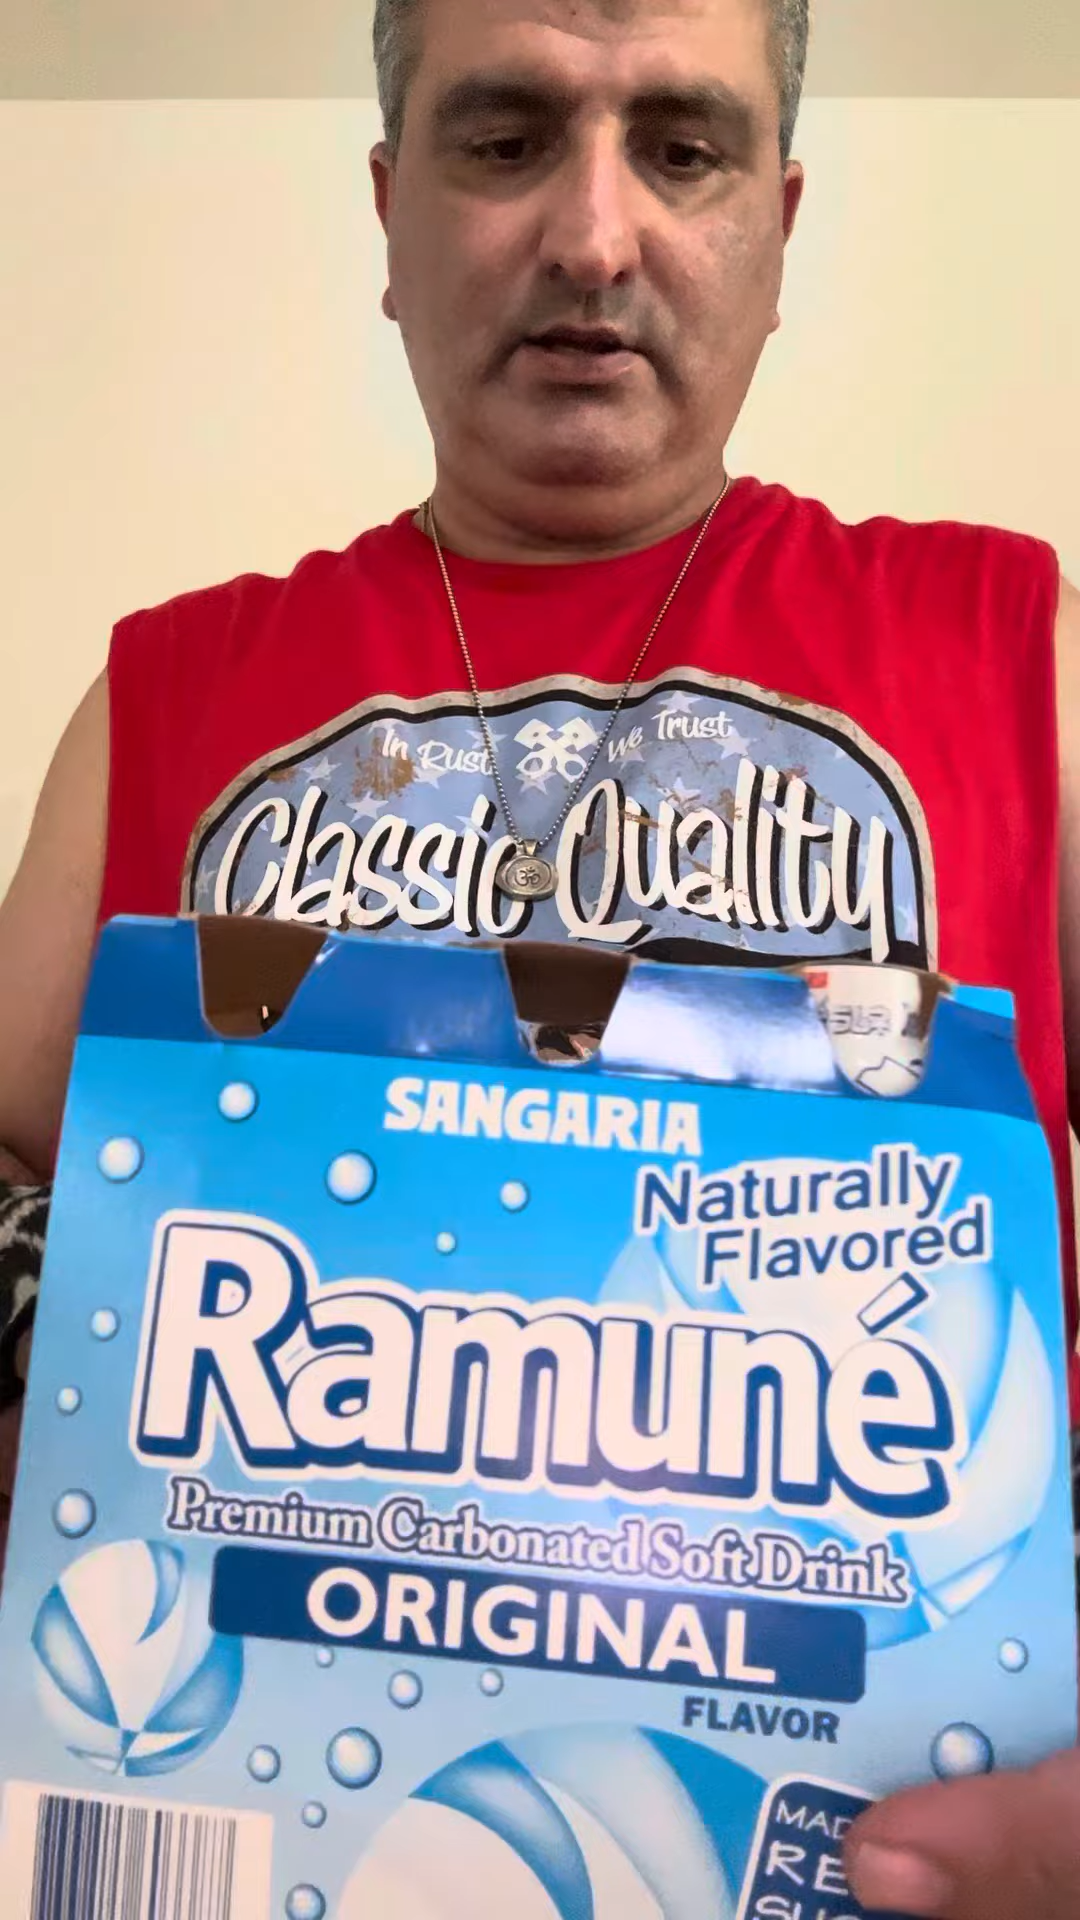 In Rust We Trust
Classic Quality
SANGARIA
Naturally
Flavored
Ramuné
Premium Carbonated Soft Drink
ORIGINAL
FLAVOR